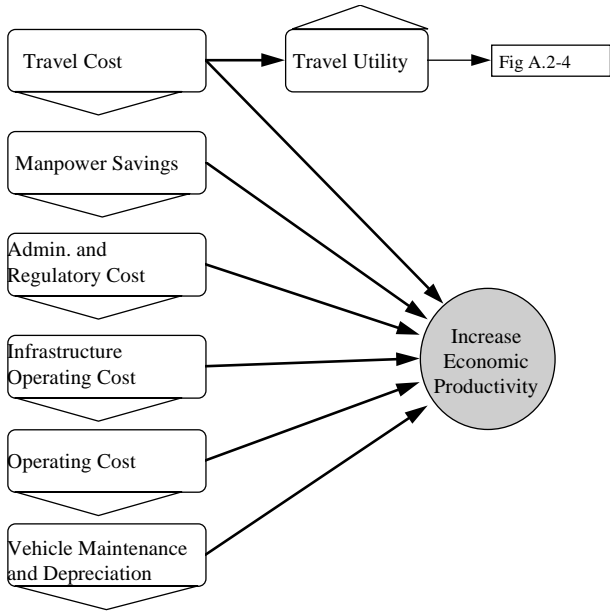 Travel Cost
Travel Utility
Fig A.2-4
Manpower Savings
Admin. and
Regulatory Cost
Infrastructure
Operating Cost
Increase
Economic
Productivity
Operating Cost
Vehicle Maintenance
and Depreciation